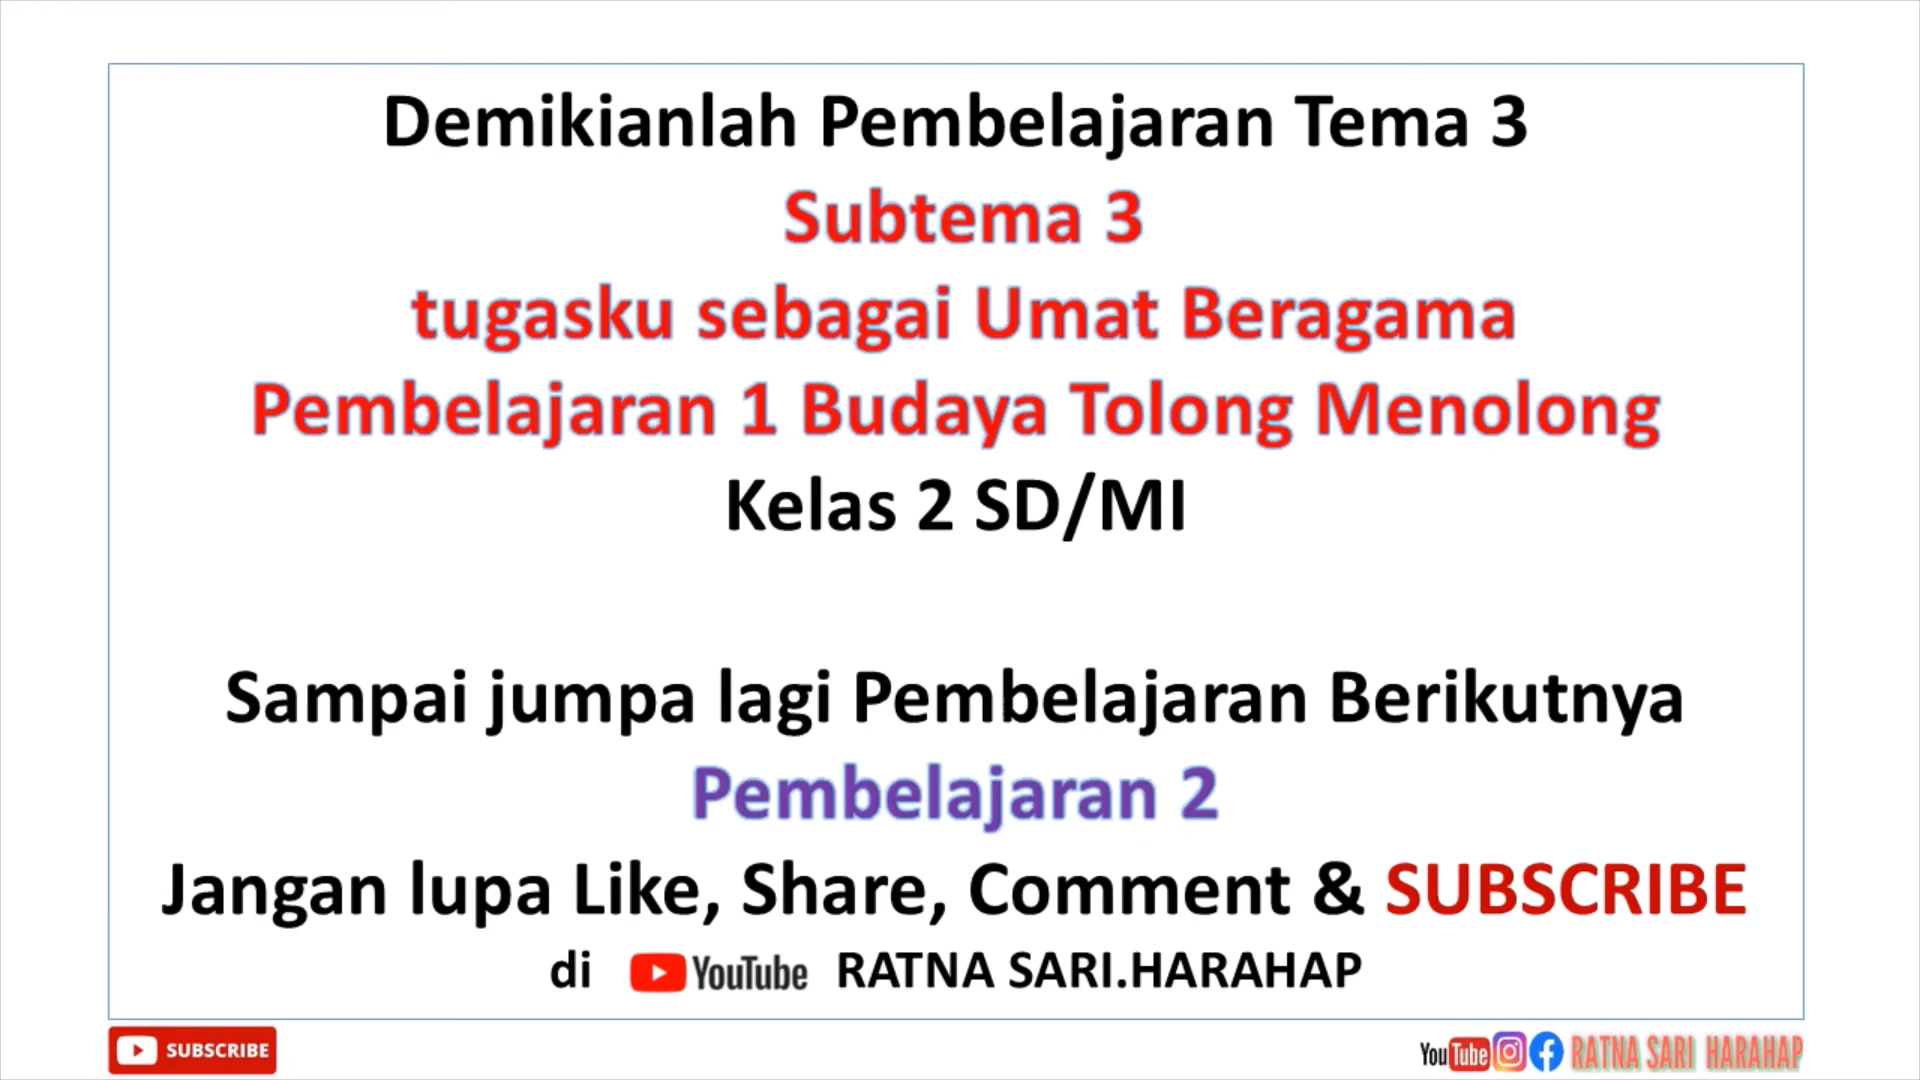 Demikianlah Pembelajaran Tema 3
Subtema 3
tugasku sebagai Umat Beragama
Pembelajaran 1 Budaya Tolong Menolong
Kelas 2 SD/MI
Sampai jumpa lagi Pembelajaran Berikutnya
Pembelajaran 2
Jangan lupa Like, Share, Comment & SUBSCRIBE
di YouTube RATNA SARI.HARAHAP
SUBSCRIBE
YouTube RATNA SARI HARAHAP